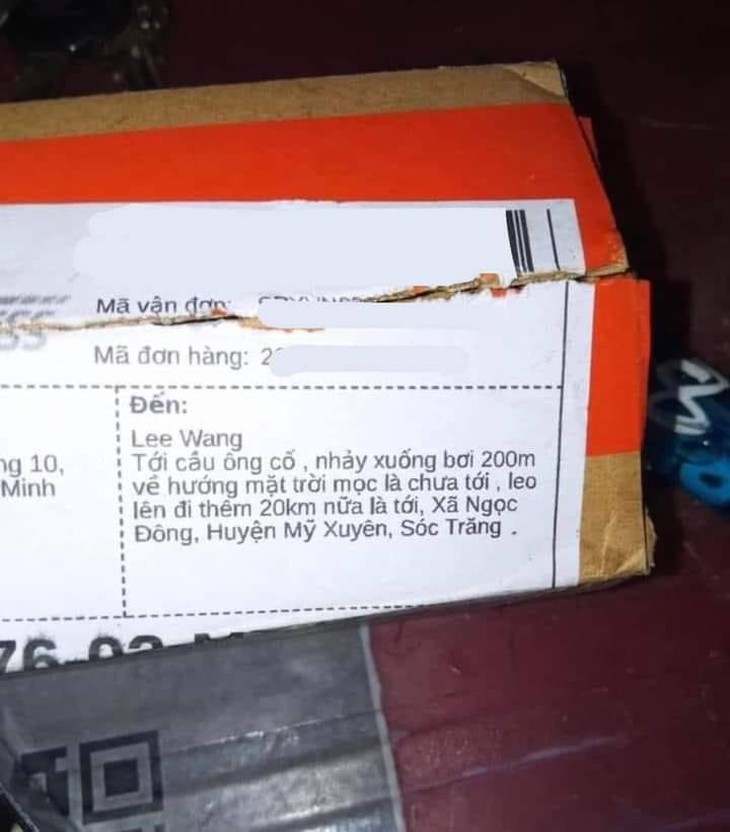 Mã vận đơn:
Mã đơn hàng: 2
Đến:
Lee Wang
Tới cầu ông cố , nhảy xuống bơi 200m
về hướng mặt trời mọc là chưa tới , leo
lên đi thêm 20km nữa là tới, Xã Ngọc
Đông, Huyện Mỹ Xuyên, Sóc Trăng .
ng 10,
Minh